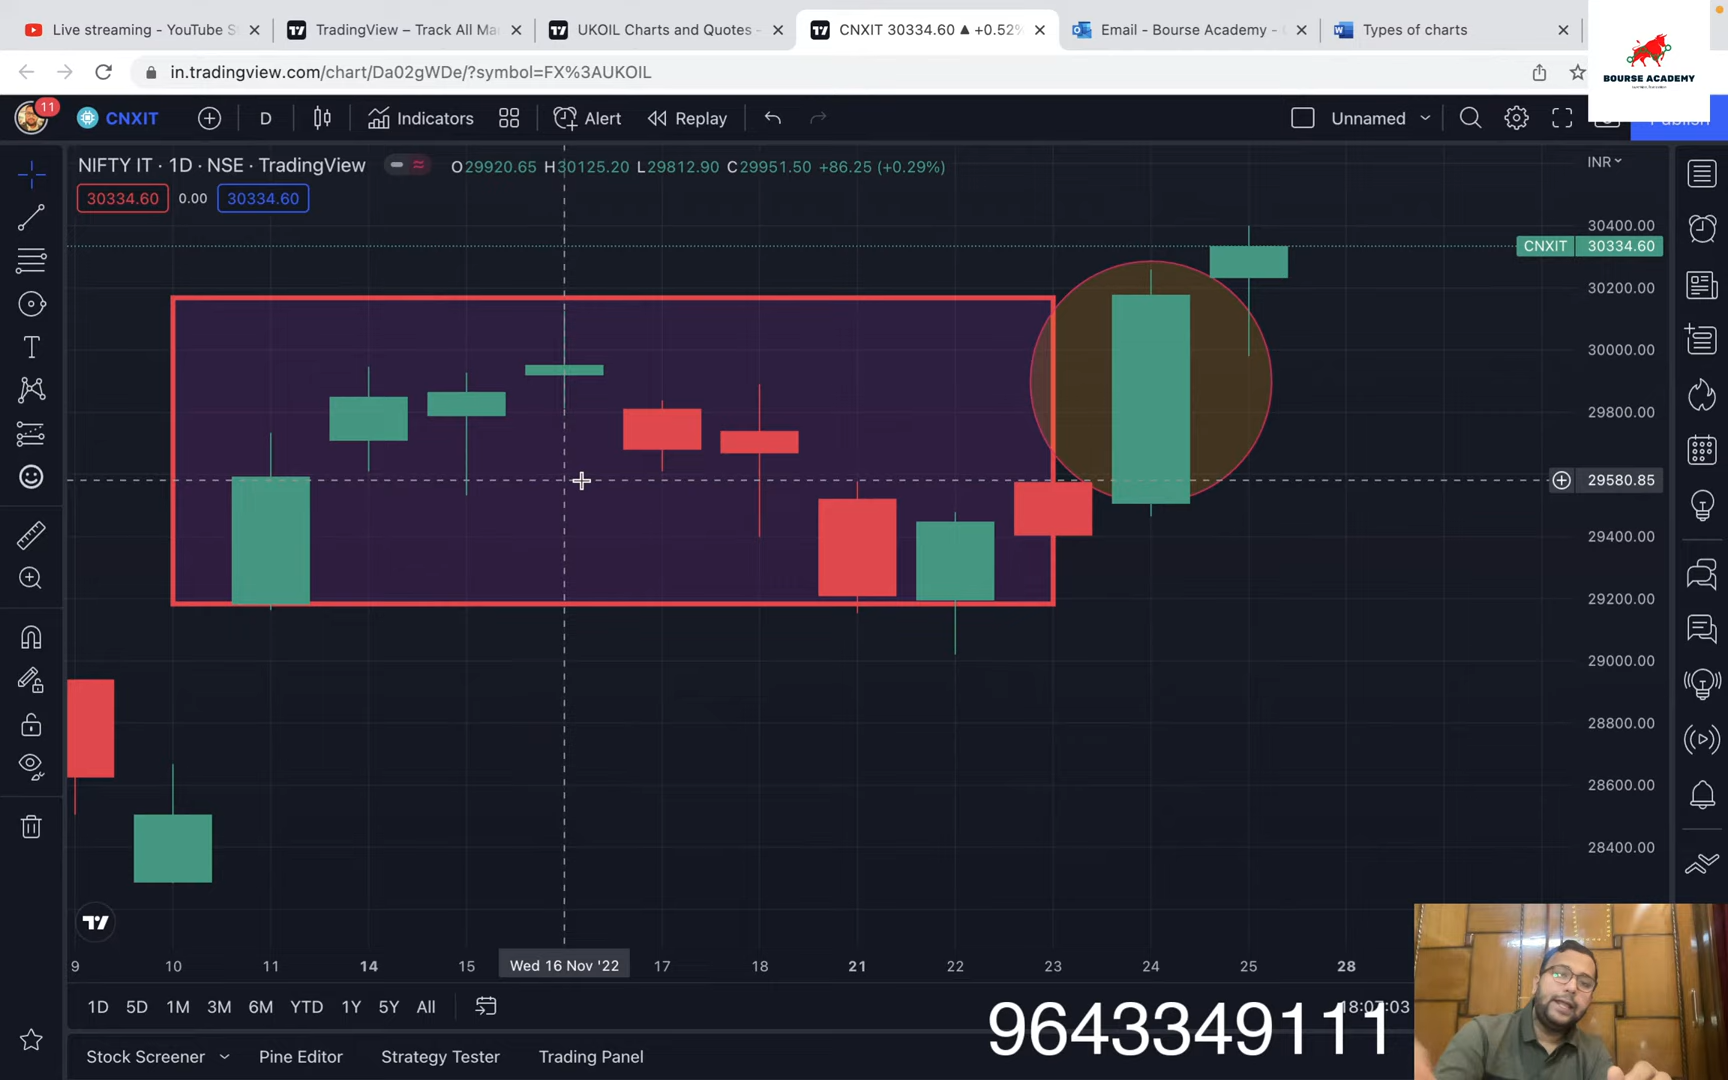 Live streaming - YouTube S
TradingView – Track All Ma
UKOIL Charts and Quotes -
CNXIT 30334.60 ▲ +0.52%
Email - Bourse Academy -
Types of charts
BOURSE ACADEMY
in.tradingview.com/chart/Da02gWDe/?symbol=FX%3AUKOIL
11
CNXIT
D
Indicators
Alert
Replay
Unnamed
NIFTY IT · 1D · NSE · TradingView
O29920.65 H30125.20 L29812.90 C29951.50 +86.25 (+0.29%)
INR
30334.60
0.00
30334.60
30400.00
CNXIT 30334.60
30200.00
30000.00
29800.00
29580.85
29400.00
29200.00
29000.00
28800.00
28600.00
28400.00
9 10 11 14 15 Wed 16 Nov '22 17 18 21 22 23 24 25 28
1D 5D 1M 3M 6M YTD 1Y 5Y All
18:07:03
9643349111
Stock Screener
Pine Editor
Strategy Tester
Trading Panel